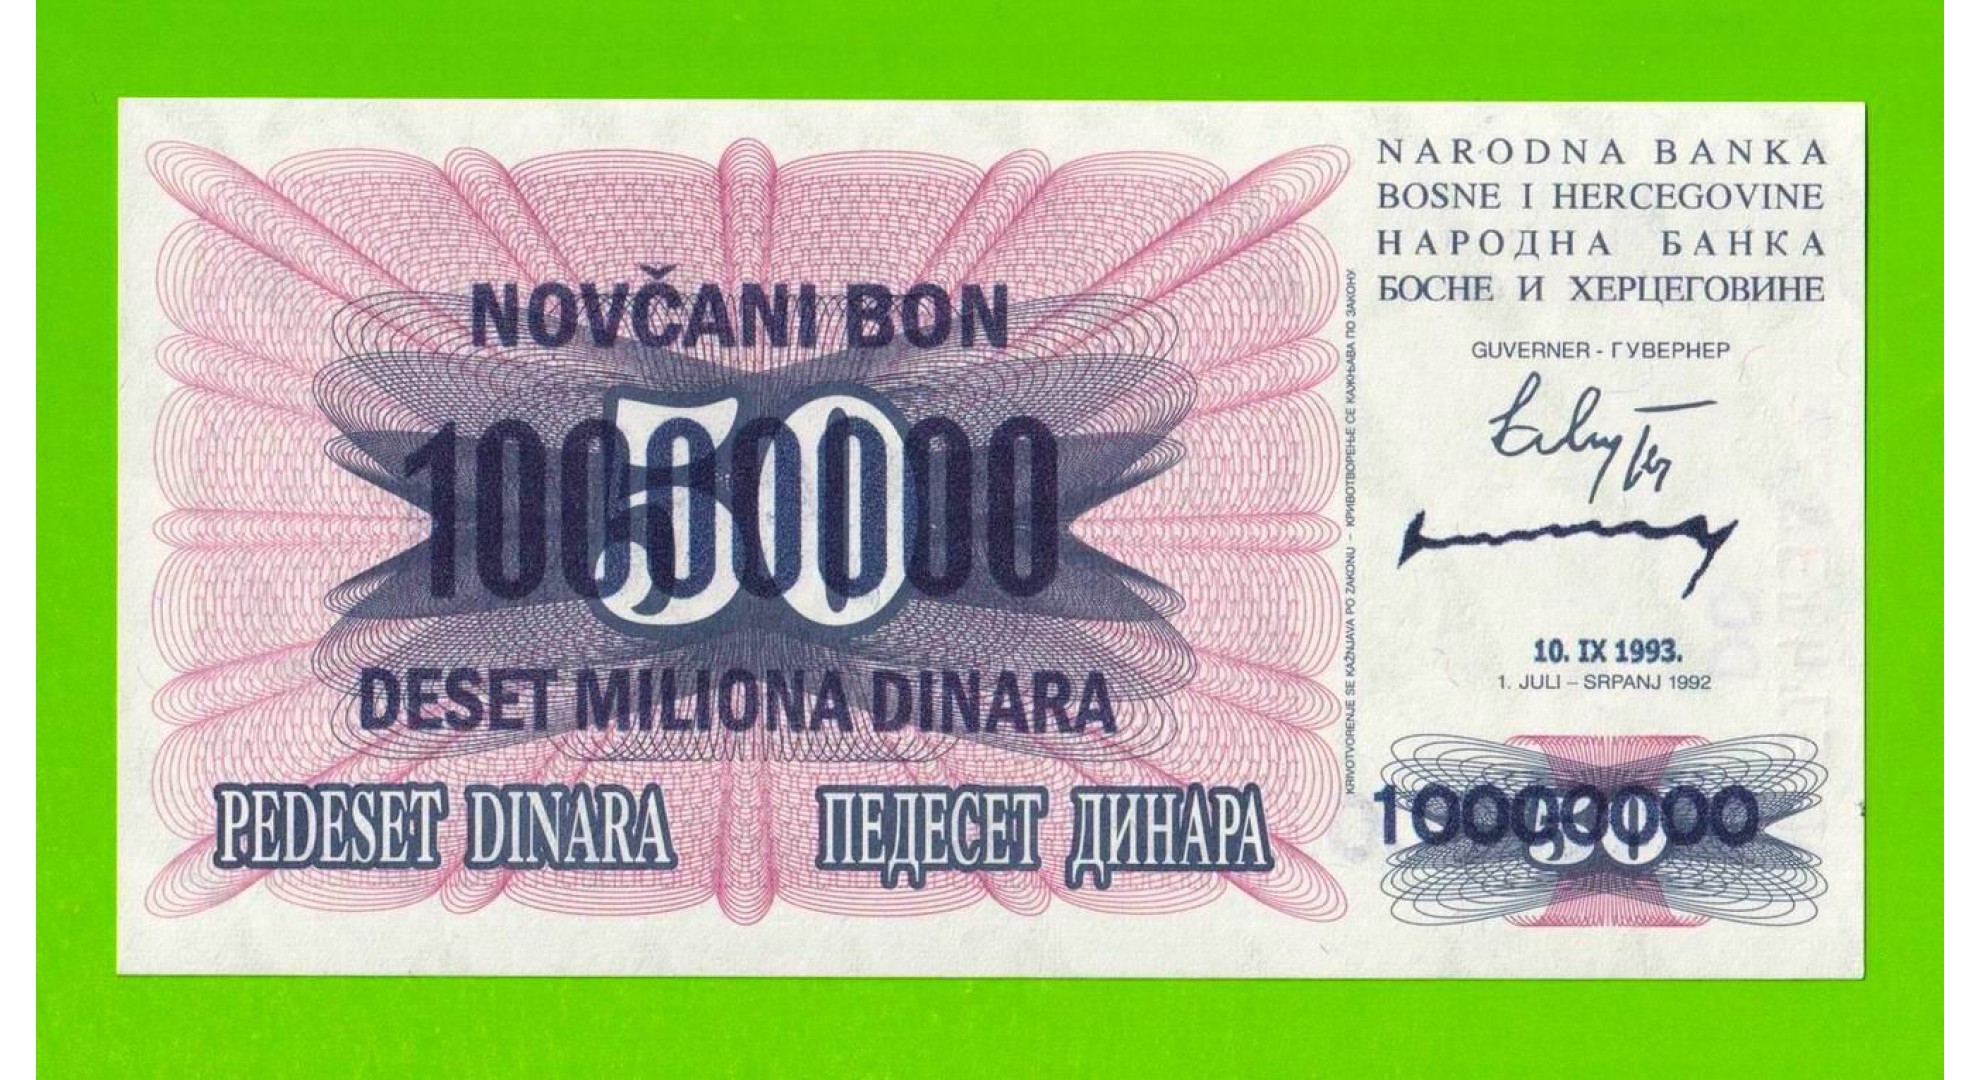 NARODNA BANKA
BOSNE I HERCEGOVINE
НАРОДНА БАНКА
БОСНЕ И ХЕРЦЕГОВИНЕ
GUVERNER - ГУВЕРНЕР
NOVČANI BON
50
10000000
DESET MILIONA DINARA
PEDESET DINARA
ПЕДЕСЕТ ДИНАРА
KRIVOTVORENJE SE KAŽNJAVA PO ZAKONU – КРИВОТВОРЕЊЕ СЕ КАЖЊАВА ПО ЗАКОНУ
10. IX 1993.
1. JULI – SRPANJ 1992
10000000
50